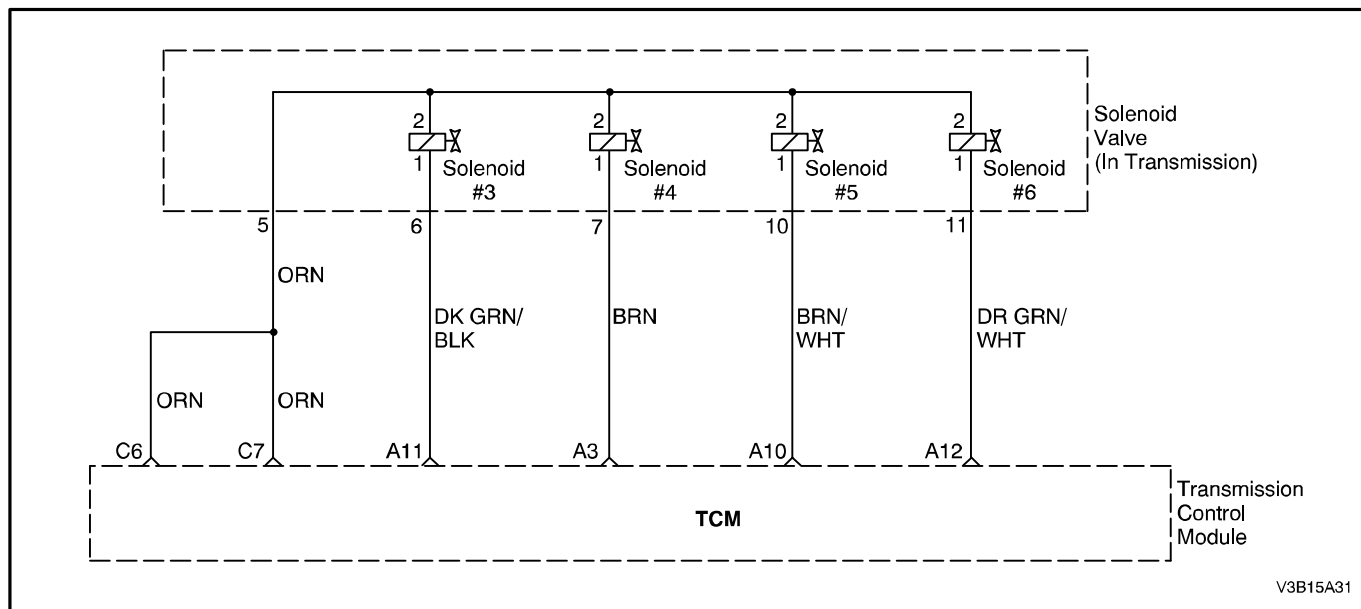 2
2
2
2
Solenoid
Valve
(In Transmission)
1
1
1
1
Solenoid
#3
Solenoid
#4
Solenoid
#5
Solenoid
#6
5
6
7
10
11
ORN
DK GRN/
BLK
BRN
BRN/
WHT
DR GRN/
WHT
ORN
ORN
C6
C7
A11
A3
A10
A12
TCM
Transmission
Control
Module
V3B15A31